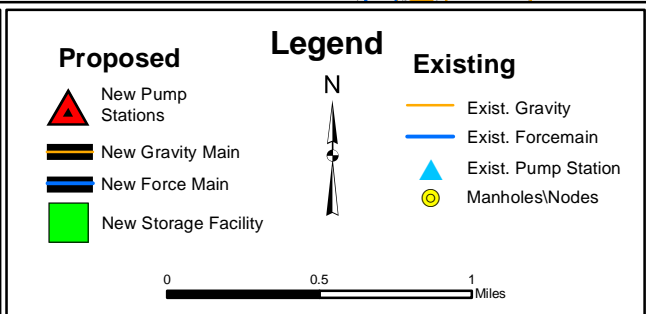 Legend
Proposed
New Pump
Stations
New Gravity Main
New Force Main
New Storage Facility
N
Existing
Exist. Gravity
Exist. Forcemain
Exist. Pump Station
Manholes\Nodes
0 0.5 1
Miles